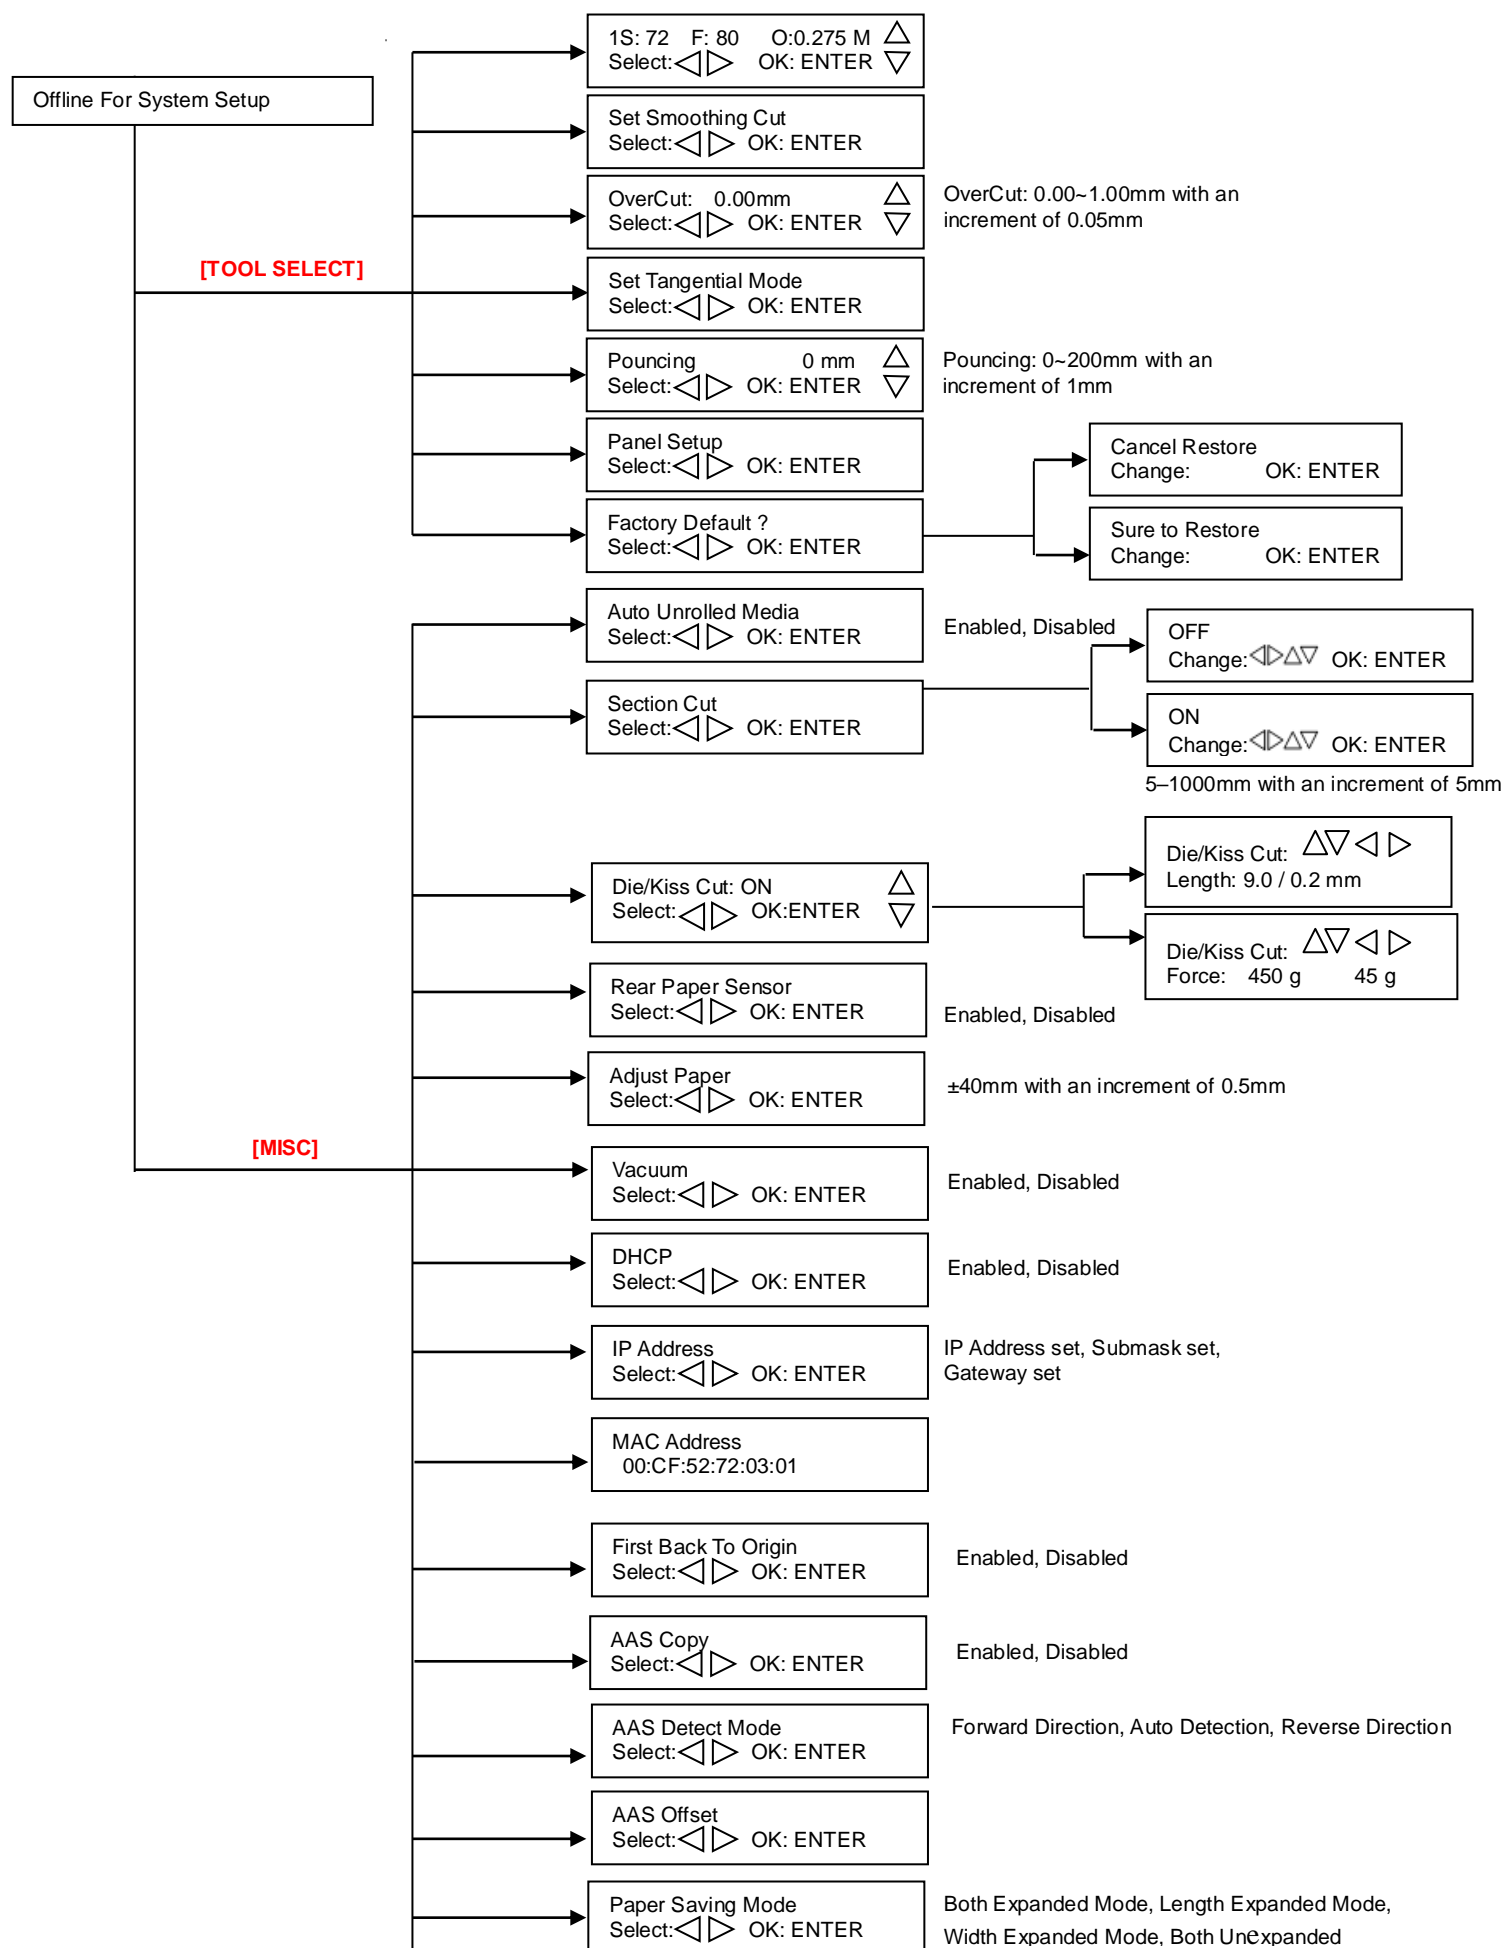 1S: 72 F: 80 O:0.275 M
Select: OK: ENTER
Offline For System Setup
Set Smoothing Cut
Select: OK: ENTER
OverCut: 0.00mm
Select: OK: ENTER
OverCut: 0.00~1.00mm with an
increment of 0.05mm
[TOOL SELECT]
Set Tangential Mode
Select: OK: ENTER
Pouncing 0 mm
Select: OK: ENTER
Pouncing: 0~200mm with an
increment of 1mm
Panel Setup
Select: OK: ENTER
Cancel Restore
Change: OK: ENTER
Factory Default ?
Select: OK: ENTER
Sure to Restore
Change: OK: ENTER
Auto Unrolled Media
Select: OK: ENTER
Enabled, Disabled
OFF
Change: OK: ENTER
Section Cut
Select: OK: ENTER
ON
Change: OK: ENTER
5–1000mm with an increment of 5mm
Die/Kiss Cut: ON
Select: OK:ENTER
Die/Kiss Cut:
Length: 9.0 / 0.2 mm
Die/Kiss Cut:
Force: 450 g 45 g
Rear Paper Sensor
Select: OK: ENTER
Enabled, Disabled
Adjust Paper
Select: OK: ENTER
±40mm with an increment of 0.5mm
[MISC]
Vacuum
Select: OK: ENTER
Enabled, Disabled
DHCP
Select: OK: ENTER
Enabled, Disabled
IP Address
Select: OK: ENTER
IP Address set, Submask set,
Gateway set
MAC Address
00:CF:52:72:03:01
First Back To Origin
Select: OK: ENTER
Enabled, Disabled
AAS Copy
Select: OK: ENTER
Enabled, Disabled
AAS Detect Mode
Select: OK: ENTER
Forward Direction, Auto Detection, Reverse Direction
AAS Offset
Select: OK: ENTER
Paper Saving Mode
Select: OK: ENTER
Both Expanded Mode, Length Expanded Mode,
Width Expanded Mode, Both Unexpanded